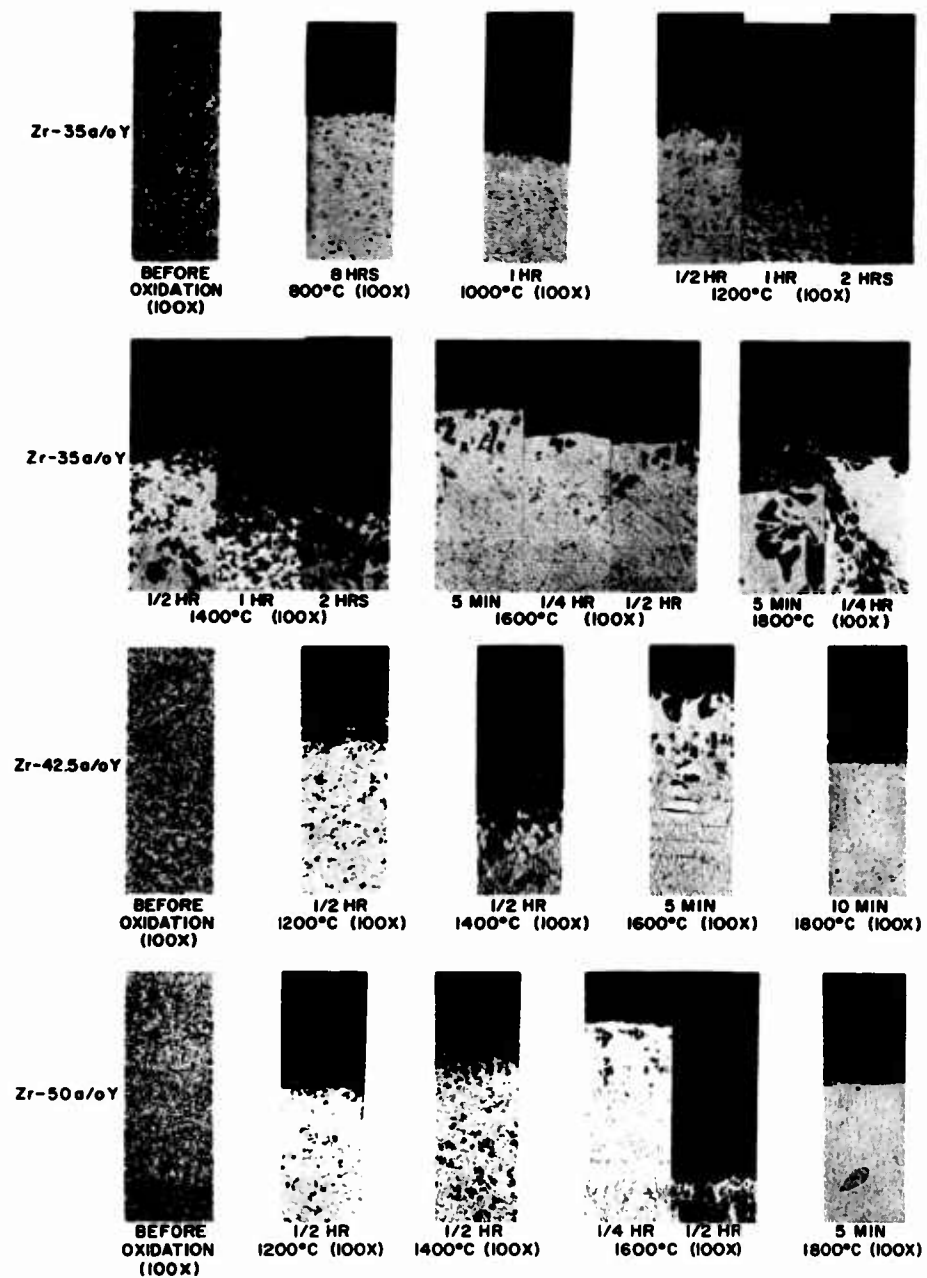 Zr-35a/oY
BEFORE
OXIDATION
(100X)
8 HRS
800°C (100X)
1 HR
1000°C (100X)
1/2 HR 1 HR 2 HRS
1200°C (100X)
Zr-35a/oY
1/2 HR 1 HR 2 HRS
1400°C (100X)
5 MIN 1/4 HR 1/2 HR
1600°C (100X)
5 MIN 1/4 HR
1800°C (100X)
Zr-42.5a/oY
BEFORE
OXIDATION
(100X)
1/2 HR
1200°C (100X)
1/2 HR
1400°C (100X)
5 MIN
1600°C (100X)
10 MIN
1800°C (100X)
Zr-50a/oY
BEFORE
OXIDATION
(100X)
1/2 HR
1200°C (100X)
1/2 HR
1400°C (100X)
1/4 HR 1/2 HR
1600°C (100X)
5 MIN
1800°C (100X)